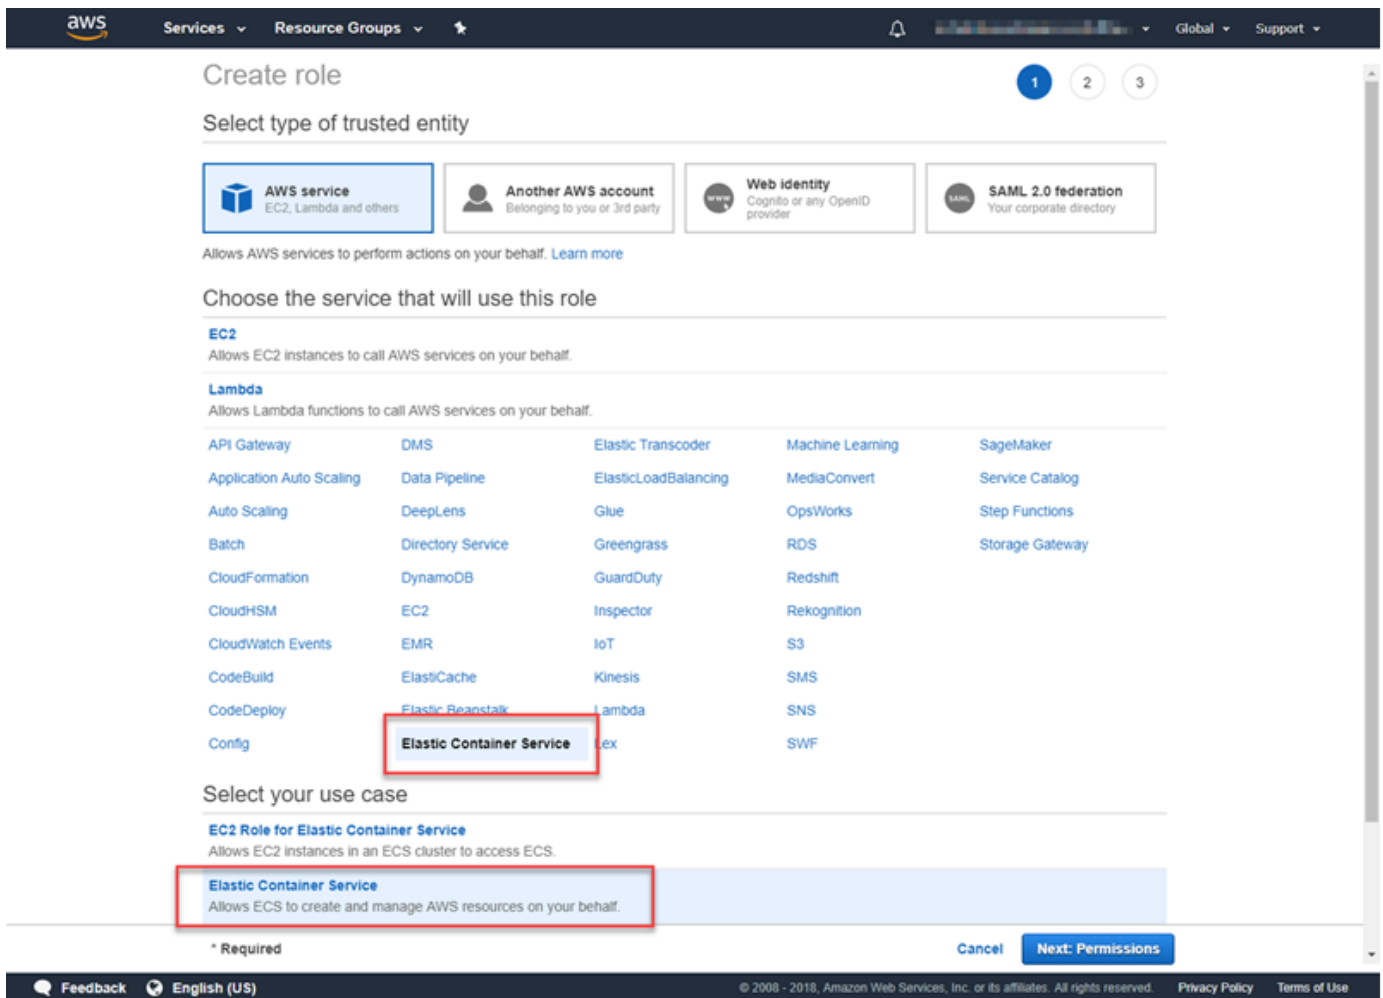 aws Services Resource Groups Global Support
Create role 1 2 3
Select type of trusted entity
AWS service
EC2, Lambda and others
Another AWS account
Belonging to you or 3rd party
www
Web identity
Cognito or any OpenID
provider
SAML
SAML 2.0 federation
Your corporate directory
Allows AWS services to perform actions on your behalf. Learn more
Choose the service that will use this role
EC2
Allows EC2 instances to call AWS services on your behalf.
Lambda
Allows Lambda functions to call AWS services on your behalf.
API Gateway DMS Elastic Transcoder Machine Learning SageMaker
Application Auto Scaling Data Pipeline ElasticLoadBalancing MediaConvert Service Catalog
Auto Scaling DeepLens Glue OpsWorks Step Functions
Batch Directory Service Greengrass RDS Storage Gateway
CloudFormation DynamoDB GuardDuty Redshift
CloudHSM EC2 Inspector Rekognition
CloudWatch Events EMR IoT S3
CodeBuild ElastiCache Kinesis SMS
CodeDeploy Elastic Beanstalk Lambda SNS
Config Elastic Container Service Lex SWF
Select your use case
EC2 Role for Elastic Container Service
Allows EC2 instances in an ECS cluster to access ECS.
Elastic Container Service
Allows ECS to create and manage AWS resources on your behalf.
* Required Cancel Next: Permissions
Feedback English (US) © 2008 - 2018, Amazon Web Services, Inc. or its affiliates. All rights reserved. Privacy Policy Terms of Use